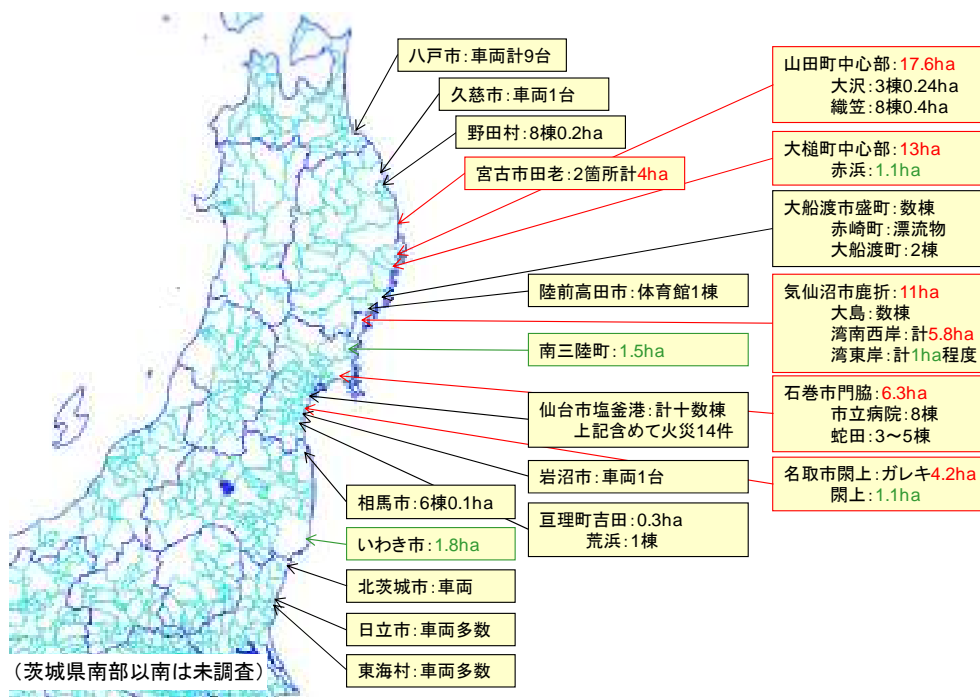 八戸市：車両計9台
久慈市：車両1台
野田村：8棟0.2ha
宮古市田老：2箇所計4ha
山田町中心部：17.6ha
大沢：3棟0.24ha
織笠：8棟0.4ha
大槌町中心部：13ha
赤浜：1.1ha
大船渡市盛町：数棟
赤崎町：漂流物
大船渡町：2棟
陸前高田市：体育館1棟
気仙沼市鹿折：11ha
大島：数棟
湾南西岸：計5.8ha
湾東岸：計1ha程度
南三陸町：1.5ha
石巻市門脇：6.3ha
市立病院：8棟
蛇田：3〜5棟
仙台市塩釜港：計十数棟
上記含めて火災14件
名取市閖上：ガレキ4.2ha
閖上：1.1ha
岩沼市：車両1台
亘理町吉田：0.3ha
荒浜：1棟
相馬市：6棟0.1ha
いわき市：1.8ha
北茨城市：車両
日立市：車両多数
東海村：車両多数
（茨城県南部以南は未調査）